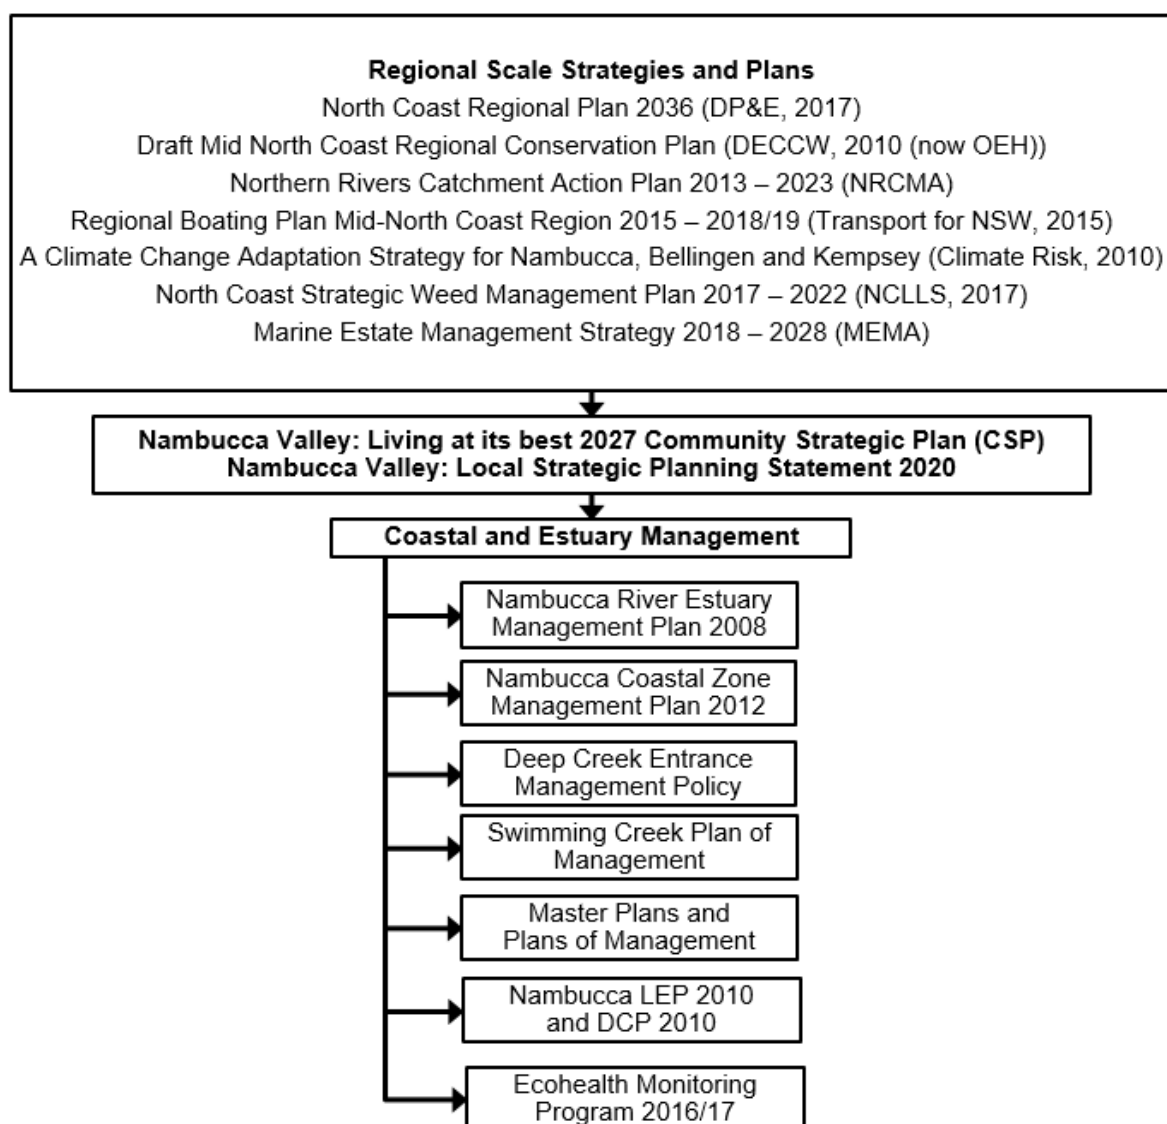 Regional Scale Strategies and Plans
North Coast Regional Plan 2036 (DP&E, 2017)
Draft Mid North Coast Regional Conservation Plan (DECCW, 2010 (now OEH))
Northern Rivers Catchment Action Plan 2013 – 2023 (NRCMA)
Regional Boating Plan Mid-North Coast Region 2015 – 2018/19 (Transport for NSW, 2015)
A Climate Change Adaptation Strategy for Nambucca, Bellingen and Kempsey (Climate Risk, 2010)
North Coast Strategic Weed Management Plan 2017 – 2022 (NCLLS, 2017)
Marine Estate Management Strategy 2018 – 2028 (MEMA)
Nambucca Valley: Living at its best 2027 Community Strategic Plan (CSP)
Nambucca Valley: Local Strategic Planning Statement 2020
Coastal and Estuary Management
Nambucca River Estuary
Management Plan 2008
Nambucca Coastal Zone
Management Plan 2012
Deep Creek Entrance
Management Policy
Swimming Creek Plan of
Management
Master Plans and
Plans of Management
Nambucca LEP 2010
and DCP 2010
Ecohealth Monitoring
Program 2016/17